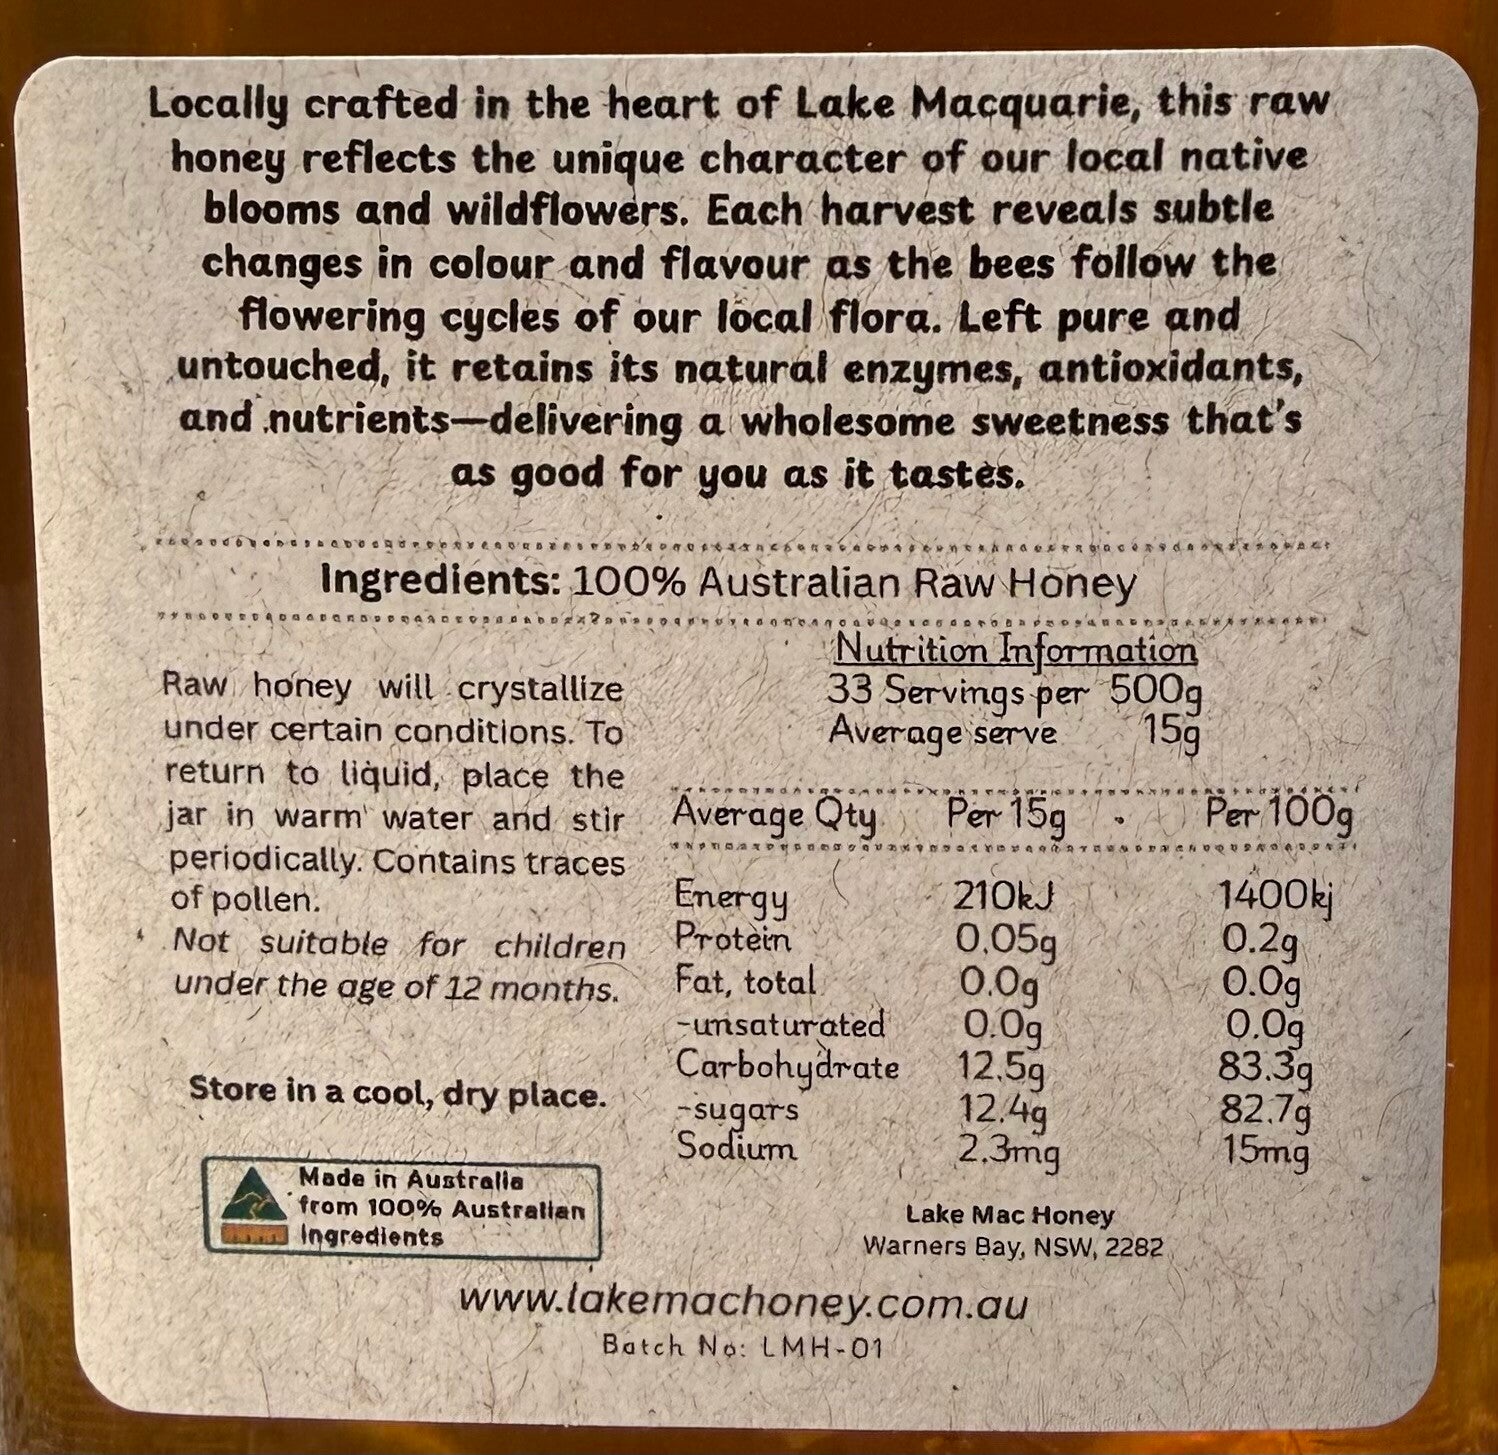 Locally crafted in the heart of Lake Macquarie, this raw
honey reflects the unique character of our local native
blooms and wildflowers. Each harvest reveals subtle
changes in colour and flavour as the bees follow the
flowering cycles of our local flora. Left pure and
untouched, it retains its natural enzymes, antioxidants,
and nutrients—delivering a wholesome sweetness that's
as good for you as it tastes.
Ingredients: 100% Australian Raw Honey
Raw honey will crystallize
under certain conditions. To
return to liquid, place the
jar in warm water and stir
periodically. Contains traces
of pollen.
Not suitable for children
under the age of 12 months.
Store in a cool, dry place.
Made in Australia
from 100% Australian
Ingredients
Nutrition Information
33 Servings per 500g
Average serve 15g
Average Qty Per 15g Per 100g
Energy 210kJ 1400kj
Protein 0.05g 0.2g
Fat, total 0.0g 0.0g
-unsaturated 0.0g 0.0g
Carbohydrate 12.5g 83.3g
-sugars 12.4g 82.7g
Sodium 2.3mg 15mg
Lake Mac Honey
Warners Bay, NSW, 2282
www.lakemachoney.com.au
Batch No: LMH-01